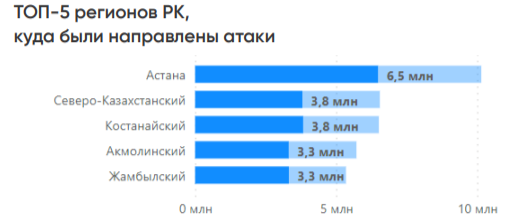 ТОП-5 регионов РК,
куда были направлены атаки
Астана 6,5 млн
Северо-Казахстанский 3,8 млн
Костанайский 3,8 млн
Акмолинский 3,3 млн
Жамбылский 3,3 млн
0 млн 5 млн 10 млн